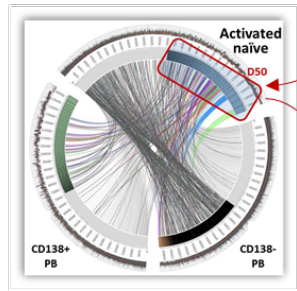 Activated
naïve
D50
CD138+
PB
CD138-
PB